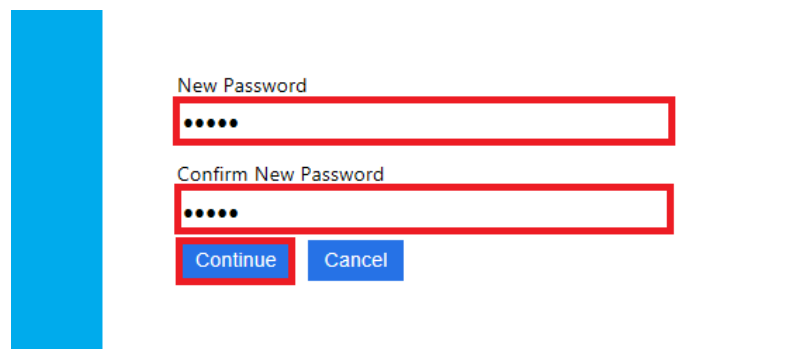 New Password
•••••
Confirm New Password
•••••
Continue Cancel